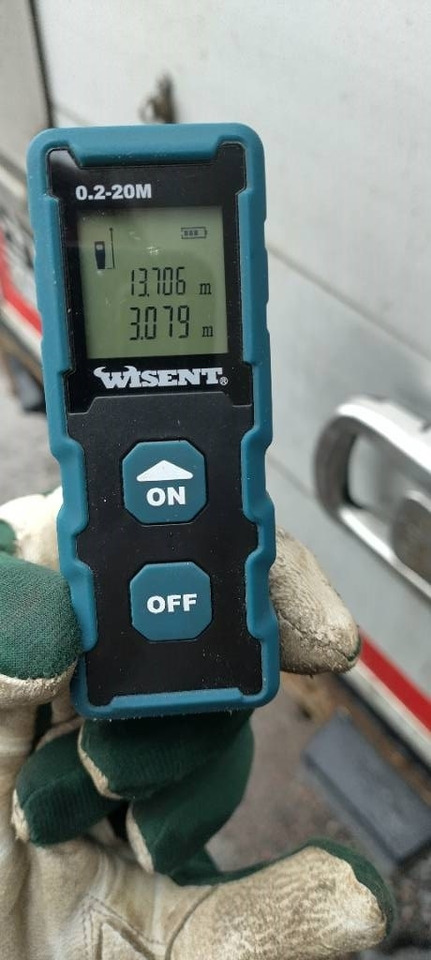 0.2-20M
13.706 m
3.079 m
WISENT®
ON
OFF